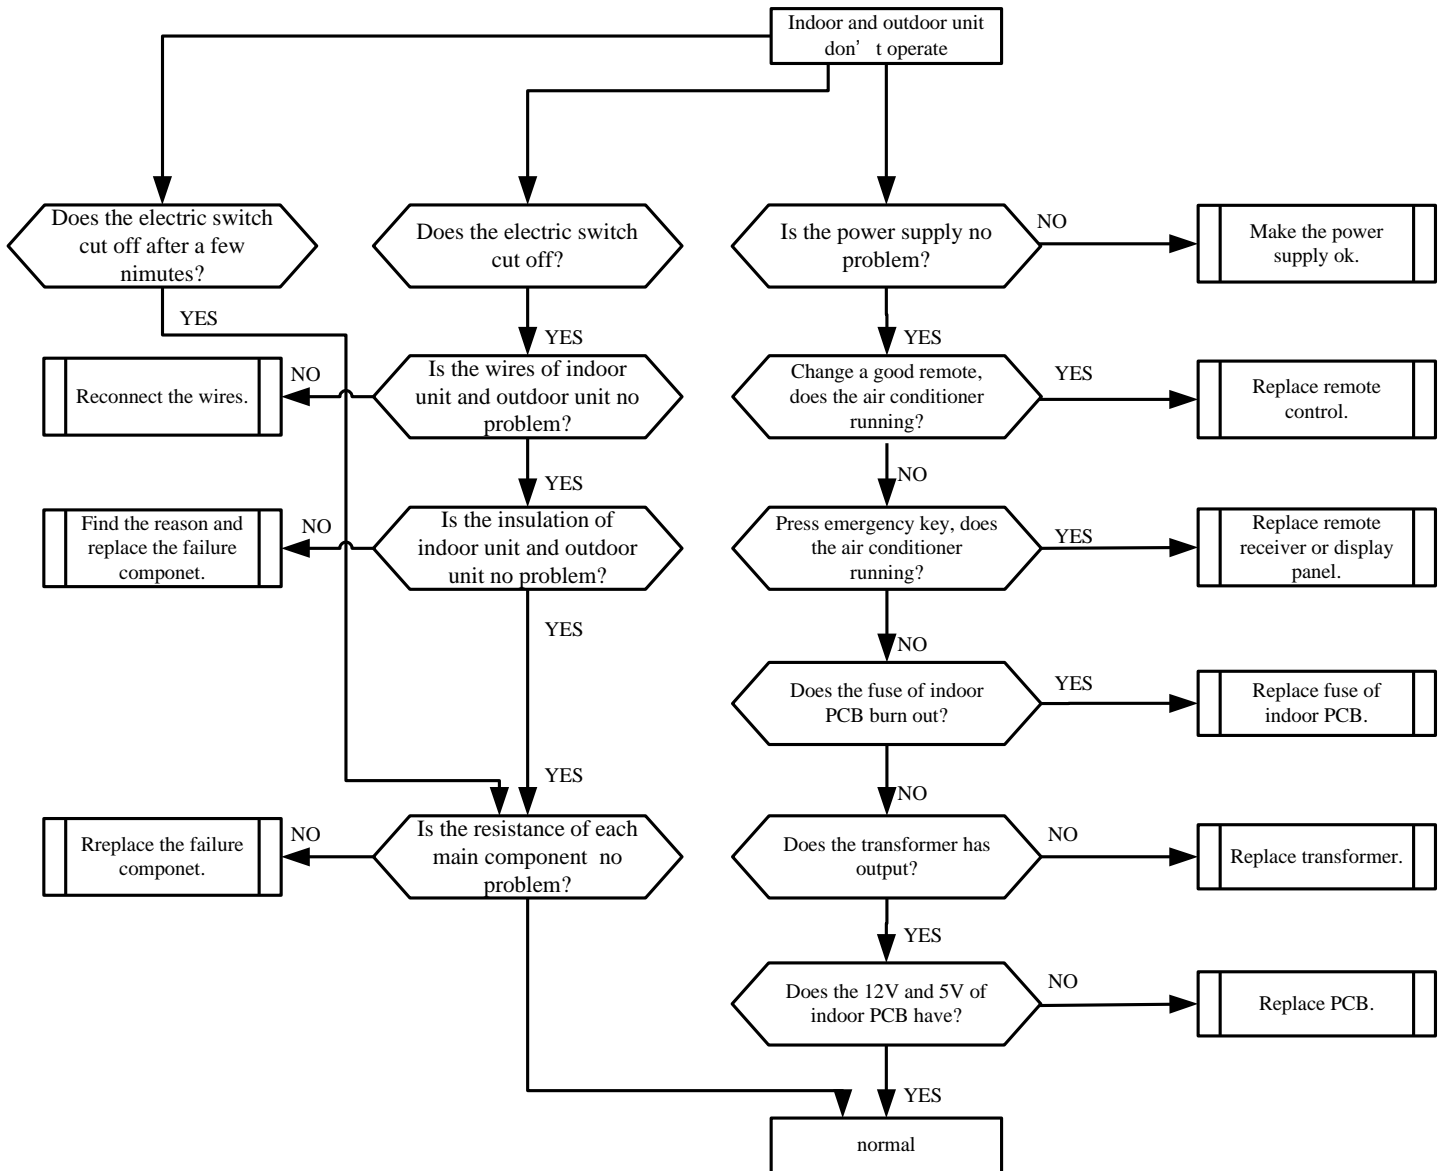 Indoor and outdoor unit
don’ t operate
Does the electric switch
cut off after a few
nimutes?
Does the electric switch
cut off?
Is the power supply no
problem?
NO
Make the power
supply ok.
YES
YES
YES
Reconnect the wires.
NO
Is the wires of indoor
unit and outdoor unit no
problem?
Change a good remote,
does the air conditioner
running?
YES
Replace remote
control.
YES
NO
Find the reason and
replace the failure
componet.
NO
Is the insulation of
indoor unit and outdoor
unit no problem?
Press emergency key, does
the air conditioner
running?
YES
Replace remote
receiver or display
panel.
YES
NO
Does the fuse of indoor
PCB burn out?
YES
Replace fuse of
indoor PCB.
YES
NO
Rreplace the failure
componet.
NO
Is the resistance of each
main component no
problem?
Does the transformer has
output?
NO
Replace transformer.
YES
Does the 12V and 5V of
indoor PCB have?
NO
Replace PCB.
YES
normal